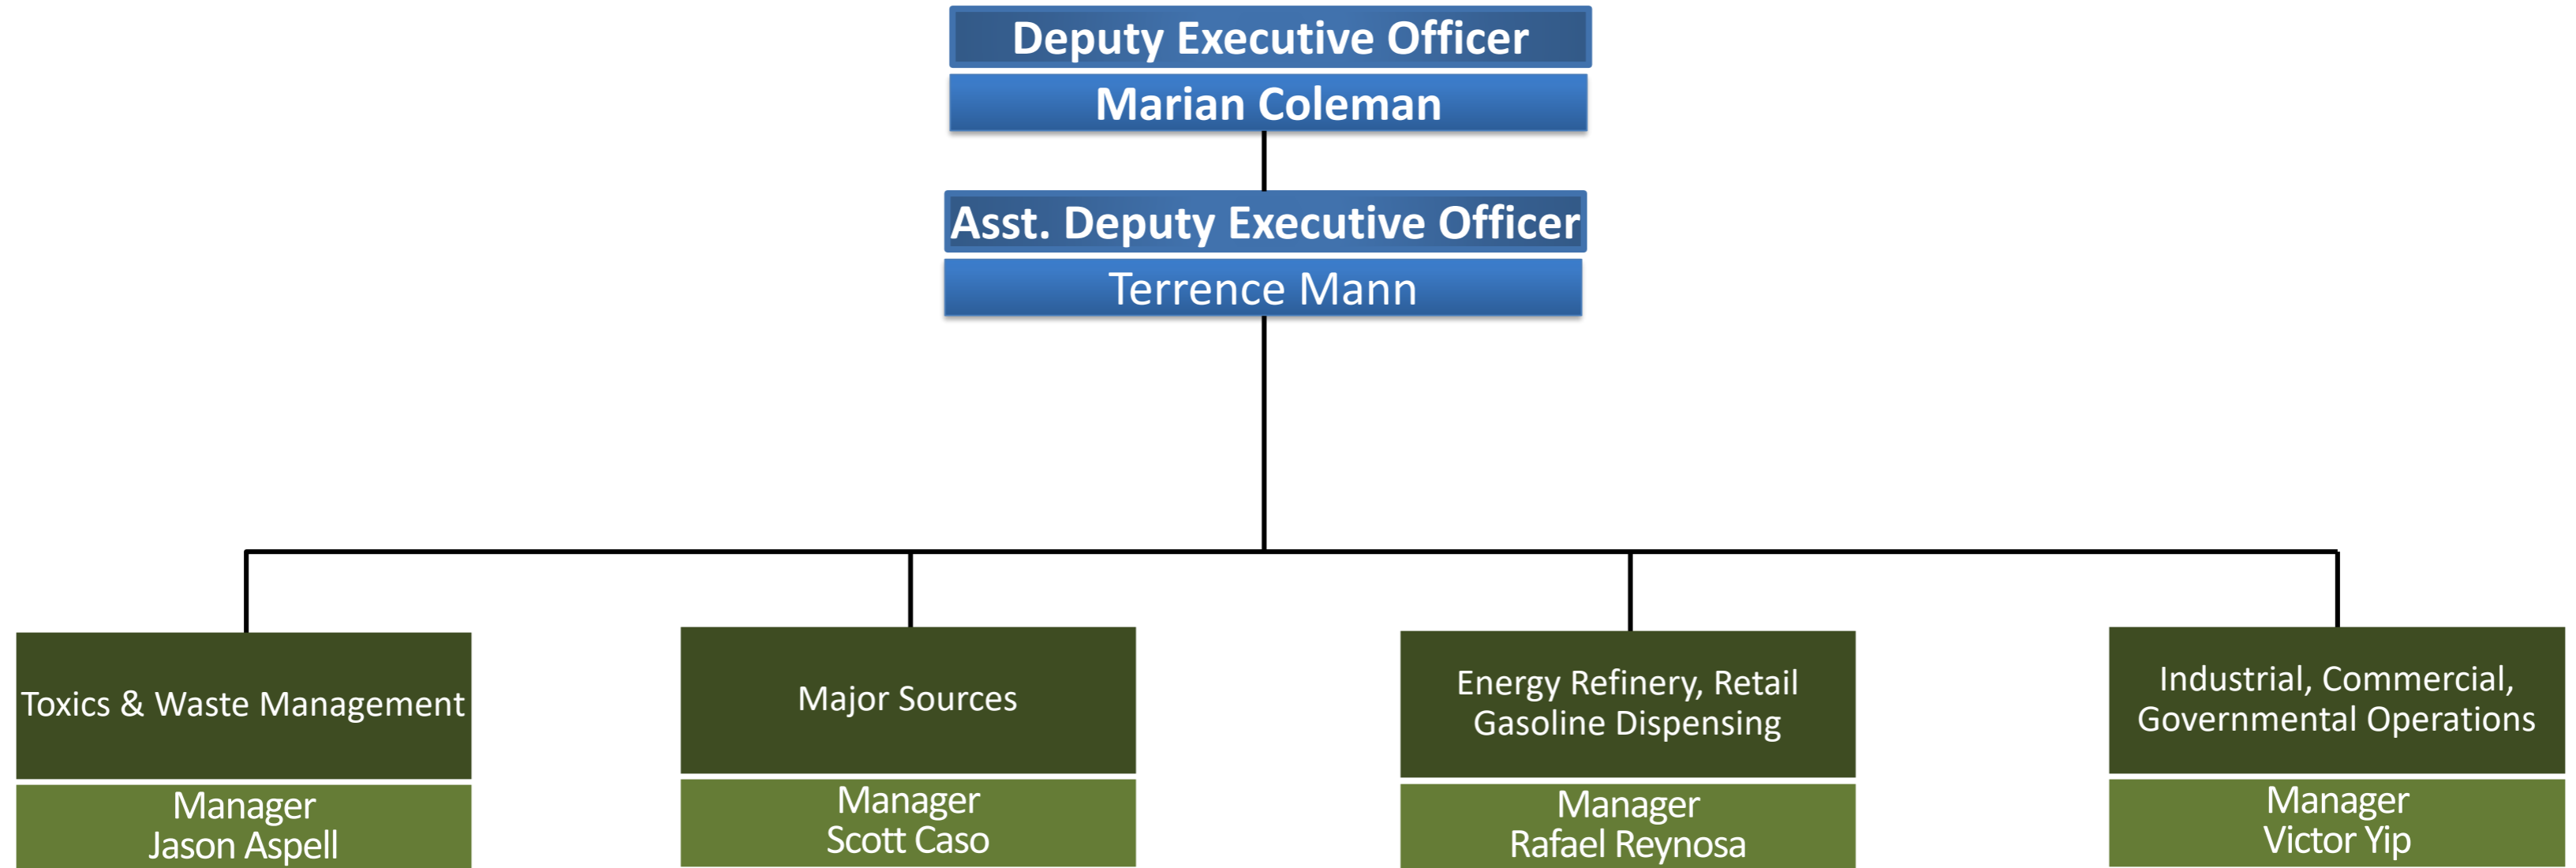 Deputy Executive Officer
Marian Coleman
Asst. Deputy Executive Officer
Terrence Mann
Toxics & Waste Management
Manager
Jason Aspell
Major Sources
Manager
Scott Caso
Energy Refinery, Retail
Gasoline Dispensing
Manager
Rafael Reynosa
Industrial, Commercial,
Governmental Operations
Manager
Victor Yip